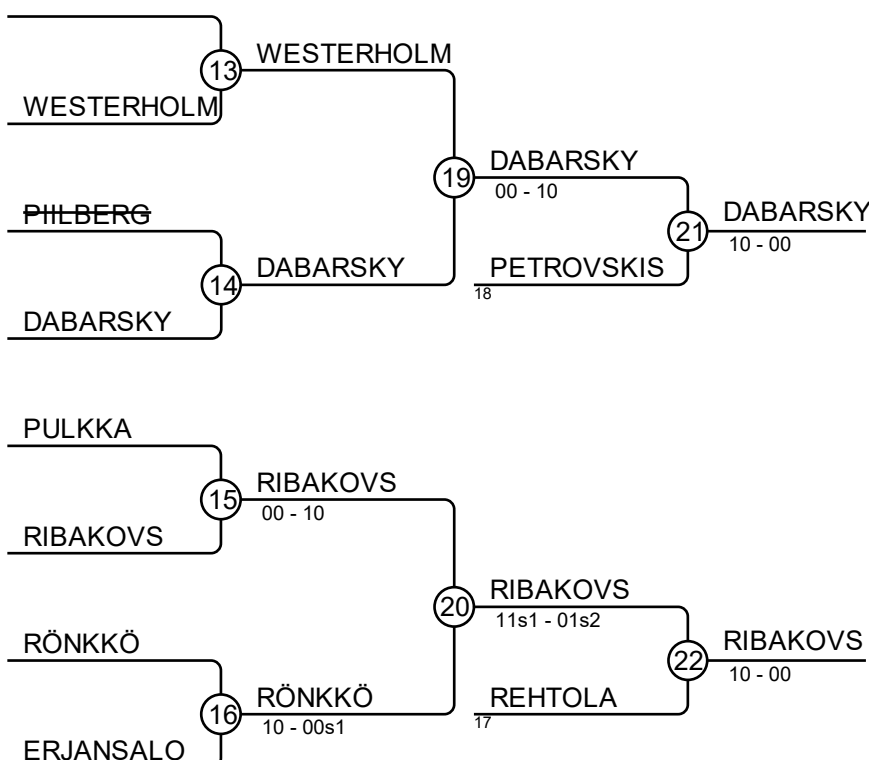 13
WESTERHOLM
WESTERHOLM
19
DABARSKY
00 - 10
PIILBERG
21
DABARSKY
10 - 00
14
DABARSKY
PETROVSKIS
18
DABARSKY
PULKKA
15
RIBAKOVS
00 - 10
RIBAKOVS
20
RIBAKOVS
11s1 - 01s2
RÖNKKÖ
22
RIBAKOVS
10 - 00
16
RÖNKKÖ
10 - 00s1
REHTOLA
17
ERJANSALO